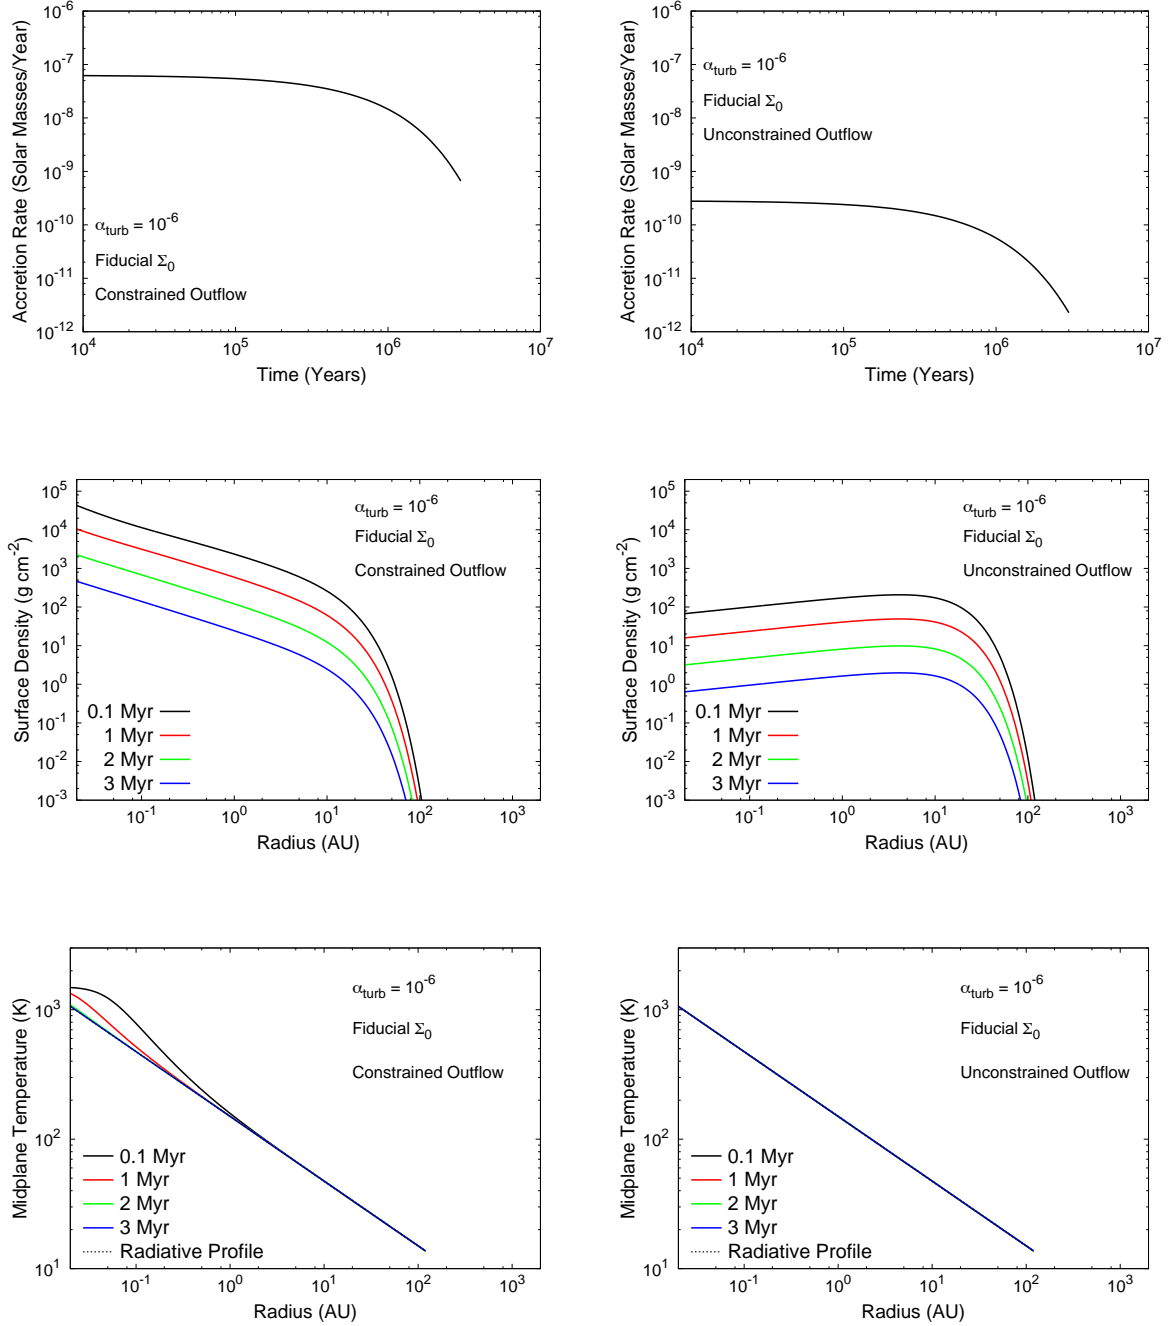 Accretion Rate (Solar Masses/Year)
10^-7
10^-6
10^-7
10^-8
10^-9
10^-10
10^-11
10^-12
α_turb = 10^-6
Fiducial Σ_0
Constrained Outflow
10^4
10^5
10^6
10^7
Time (Years)
Accretion Rate (Solar Masses/Year)
10^-6
10^-7
10^-8
10^-9
10^-10
10^-11
10^-12
α_turb = 10^-6
Fiducial Σ_0
Unconstrained Outflow
10^4
10^5
10^6
10^7
Time (Years)
Surface Density (g cm^-2)
10^5
10^4
10^3
10^2
10^1
10^0
10^-1
10^-2
10^-3
α_turb = 10^-6
Fiducial Σ_0
Constrained Outflow
0.1 Myr
1 Myr
2 Myr
3 Myr
10^-1
10^0
10^1
10^2
10^3
Radius (AU)
Surface Density (g cm^-2)
10^5
10^4
10^3
10^2
10^1
10^0
10^-1
10^-2
10^-3
α_turb = 10^-6
Fiducial Σ_0
Unconstrained Outflow
0.1 Myr
1 Myr
2 Myr
3 Myr
10^-1
10^0
10^1
10^2
10^3
Radius (AU)
Midplane Temperature (K)
10^3
10^2
10^1
α_turb = 10^-6
Fiducial Σ_0
Constrained Outflow
0.1 Myr
1 Myr
2 Myr
3 Myr
Radiative Profile
10^-1
10^0
10^1
10^2
10^3
Radius (AU)
Midplane Temperature (K)
10^3
10^2
10^1
α_turb = 10^-6
Fiducial Σ_0
Unconstrained Outflow
0.1 Myr
1 Myr
2 Myr
3 Myr
Radiative Profile
10^-1
10^0
10^1
10^2
10^3
Radius (AU)